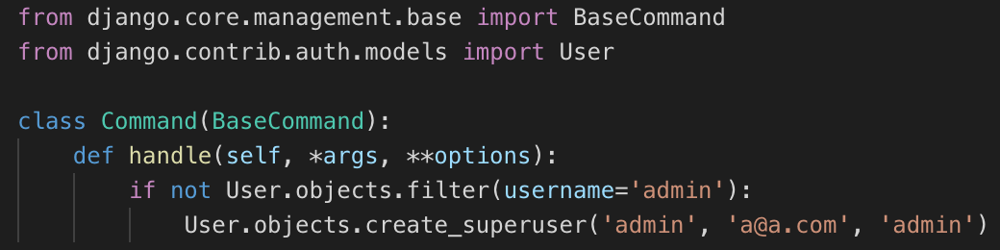 from django.core.management.base import BaseCommand
from django.contrib.auth.models import User

class Command(BaseCommand):
    def handle(self, *args, **options):
        if not User.objects.filter(username='admin'):
            User.objects.create_superuser('admin', 'a@a.com', 'admin')